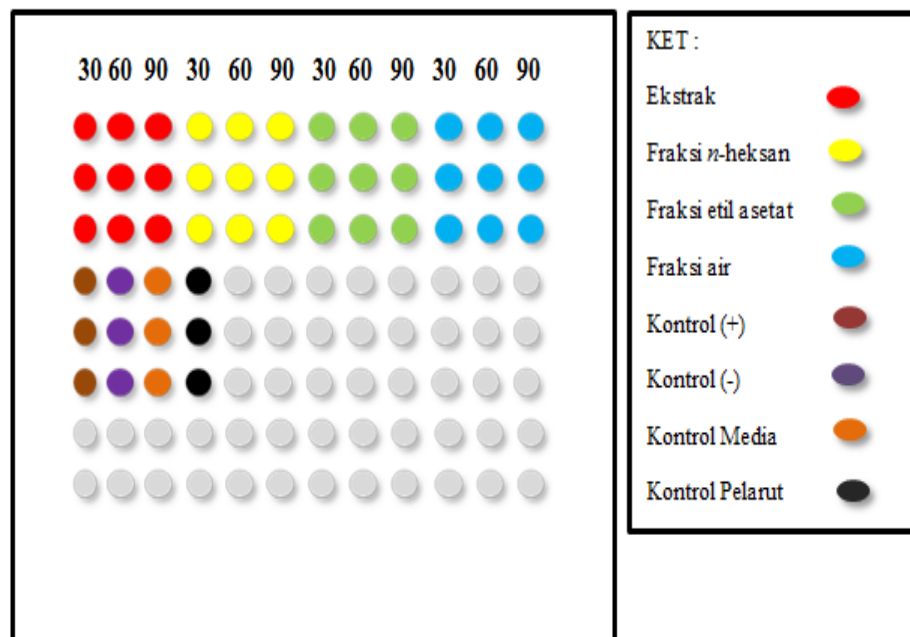 30 60 90 30 60 90 30 60 90 30 60 90
KET :
Ekstrak
Fraksi n-heksan
Fraksi etil asetat
Fraksi air
Kontrol (+)
Kontrol (-)
Kontrol Media
Kontrol Pelarut